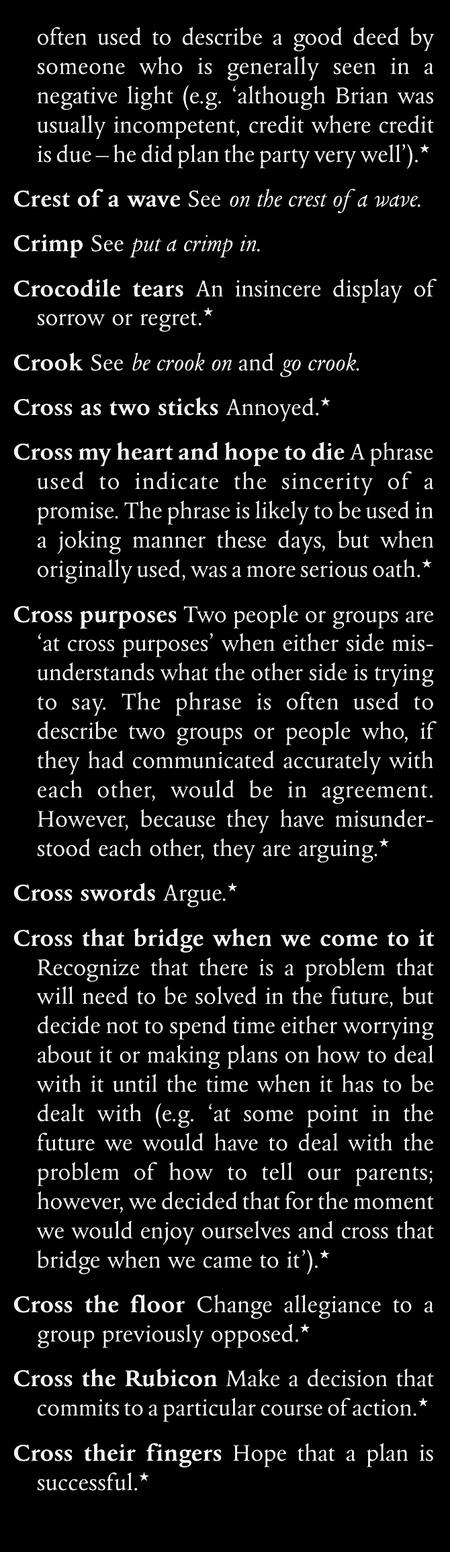 often used to describe a good deed by
someone who is generally seen in a
negative light (e.g. ‘although Brian was
usually incompetent, credit where credit
is due – he did plan the party very well’).★
Crest of a wave See on the crest of a wave.
Crimp See put a crimp in.
Crocodile tears An insincere display of
sorrow or regret.★
Crook See be crook on and go crook.
Cross as two sticks Annoyed.★
Cross my heart and hope to die A phrase
used to indicate the sincerity of a
promise. The phrase is likely to be used in
a joking manner these days, but when
originally used, was a more serious oath.★
Cross purposes Two people or groups are
‘at cross purposes’ when either side mis-
understands what the other side is trying
to say. The phrase is often used to
describe two groups or people who, if
they had communicated accurately with
each other, would be in agreement.
However, because they have misunder-
stood each other, they are arguing.★
Cross swords Argue.★
Cross that bridge when we come to it
Recognize that there is a problem that
will need to be solved in the future, but
decide not to spend time either worrying
about it or making plans on how to deal
with it until the time when it has to be
dealt with (e.g. ‘at some point in the
future we would have to deal with the
problem of how to tell our parents;
however, we decided that for the moment
we would enjoy ourselves and cross that
bridge when we came to it’).★
Cross the floor Change allegiance to a
group previously opposed.★
Cross the Rubicon Make a decision that
commits to a particular course of action.★
Cross their fingers Hope that a plan is
successful.★